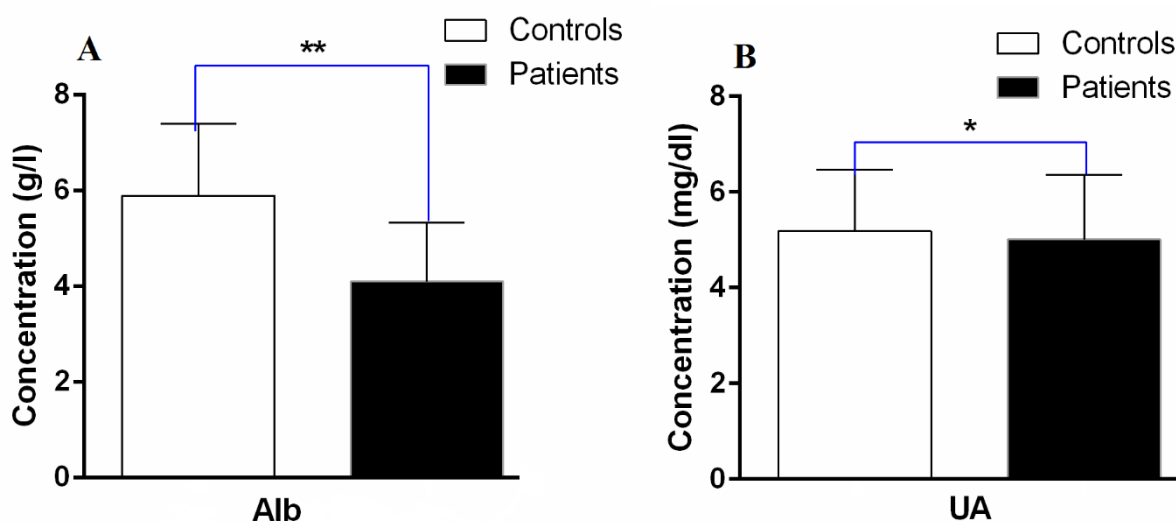 A
**
Controls
Patients
Concentration (g/l)
8
6
4
2
0
Alb
B
*
Controls
Patients
Concentration (mg/dl)
8
6
4
2
0
UA